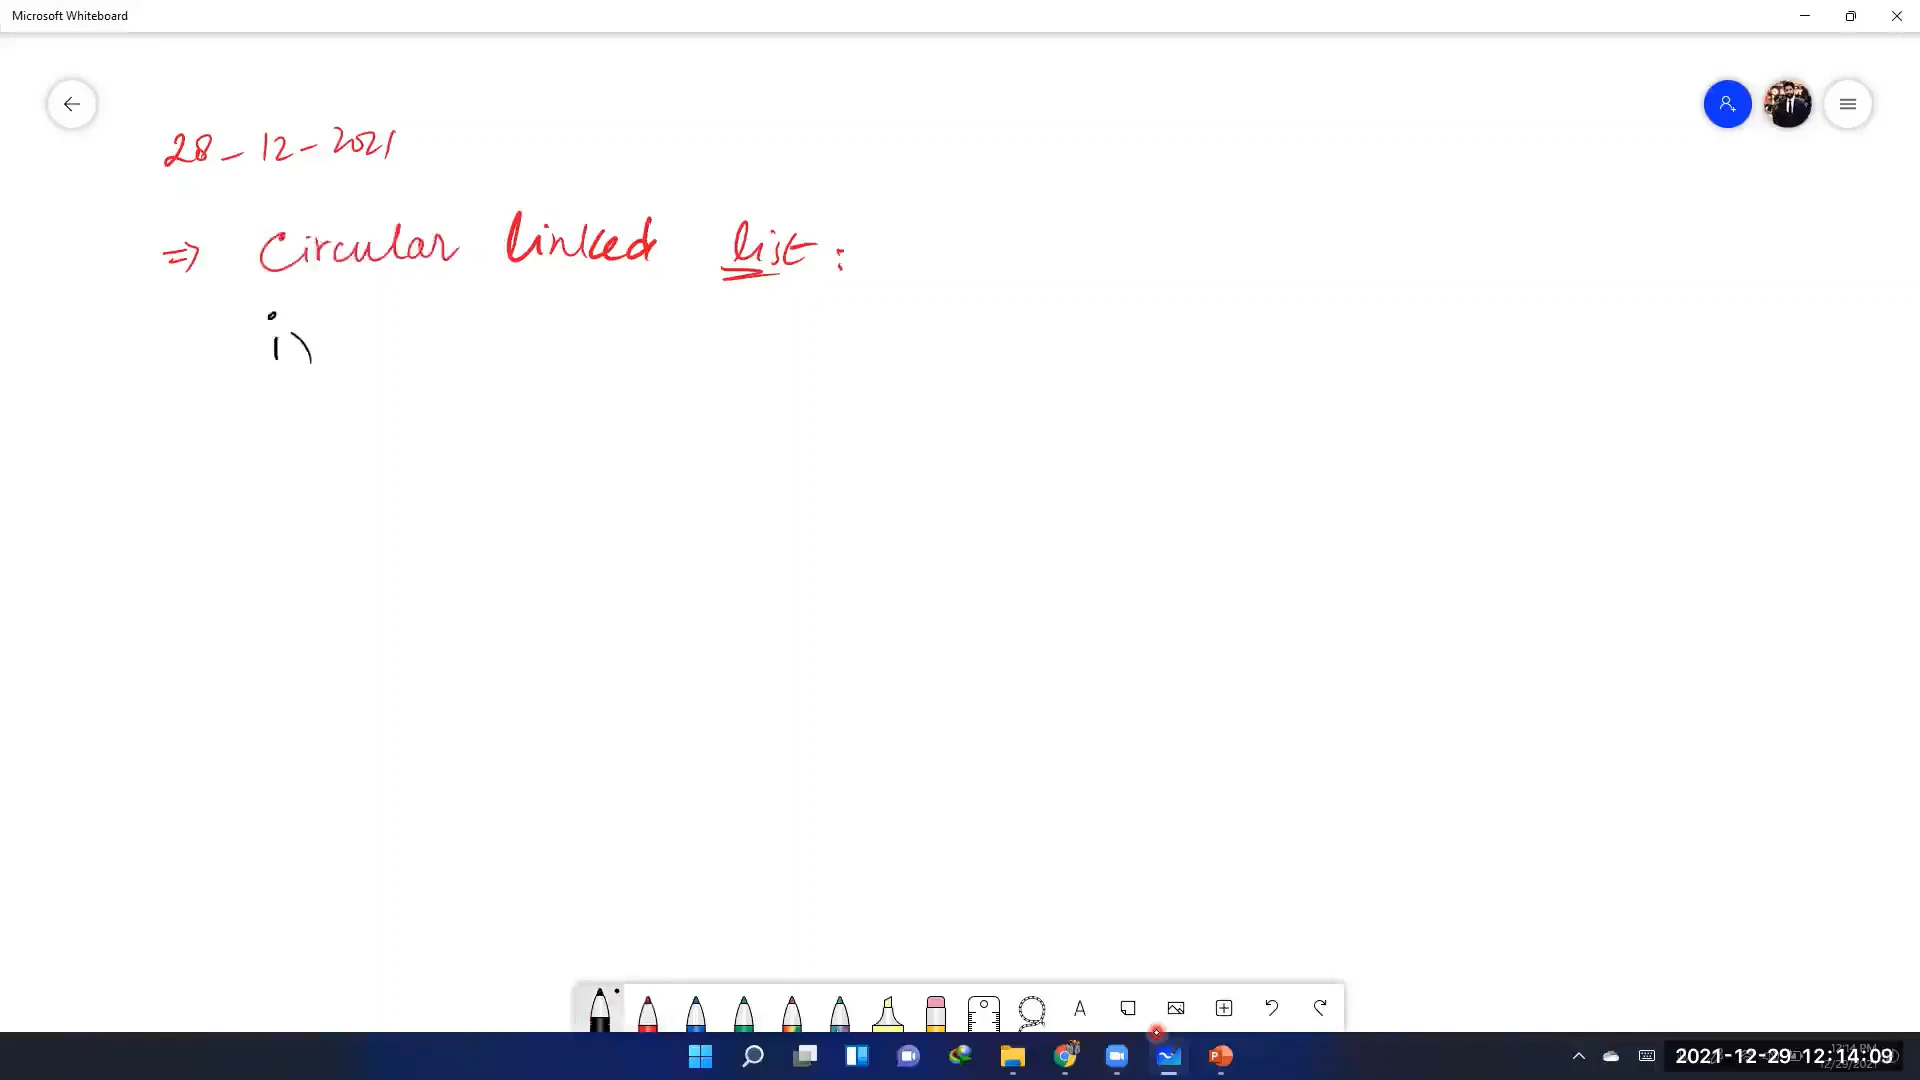 Microsoft Whiteboard
28-12-2021
⇒ Circular linked list:
i)
A
2021-12-29 12:14:09